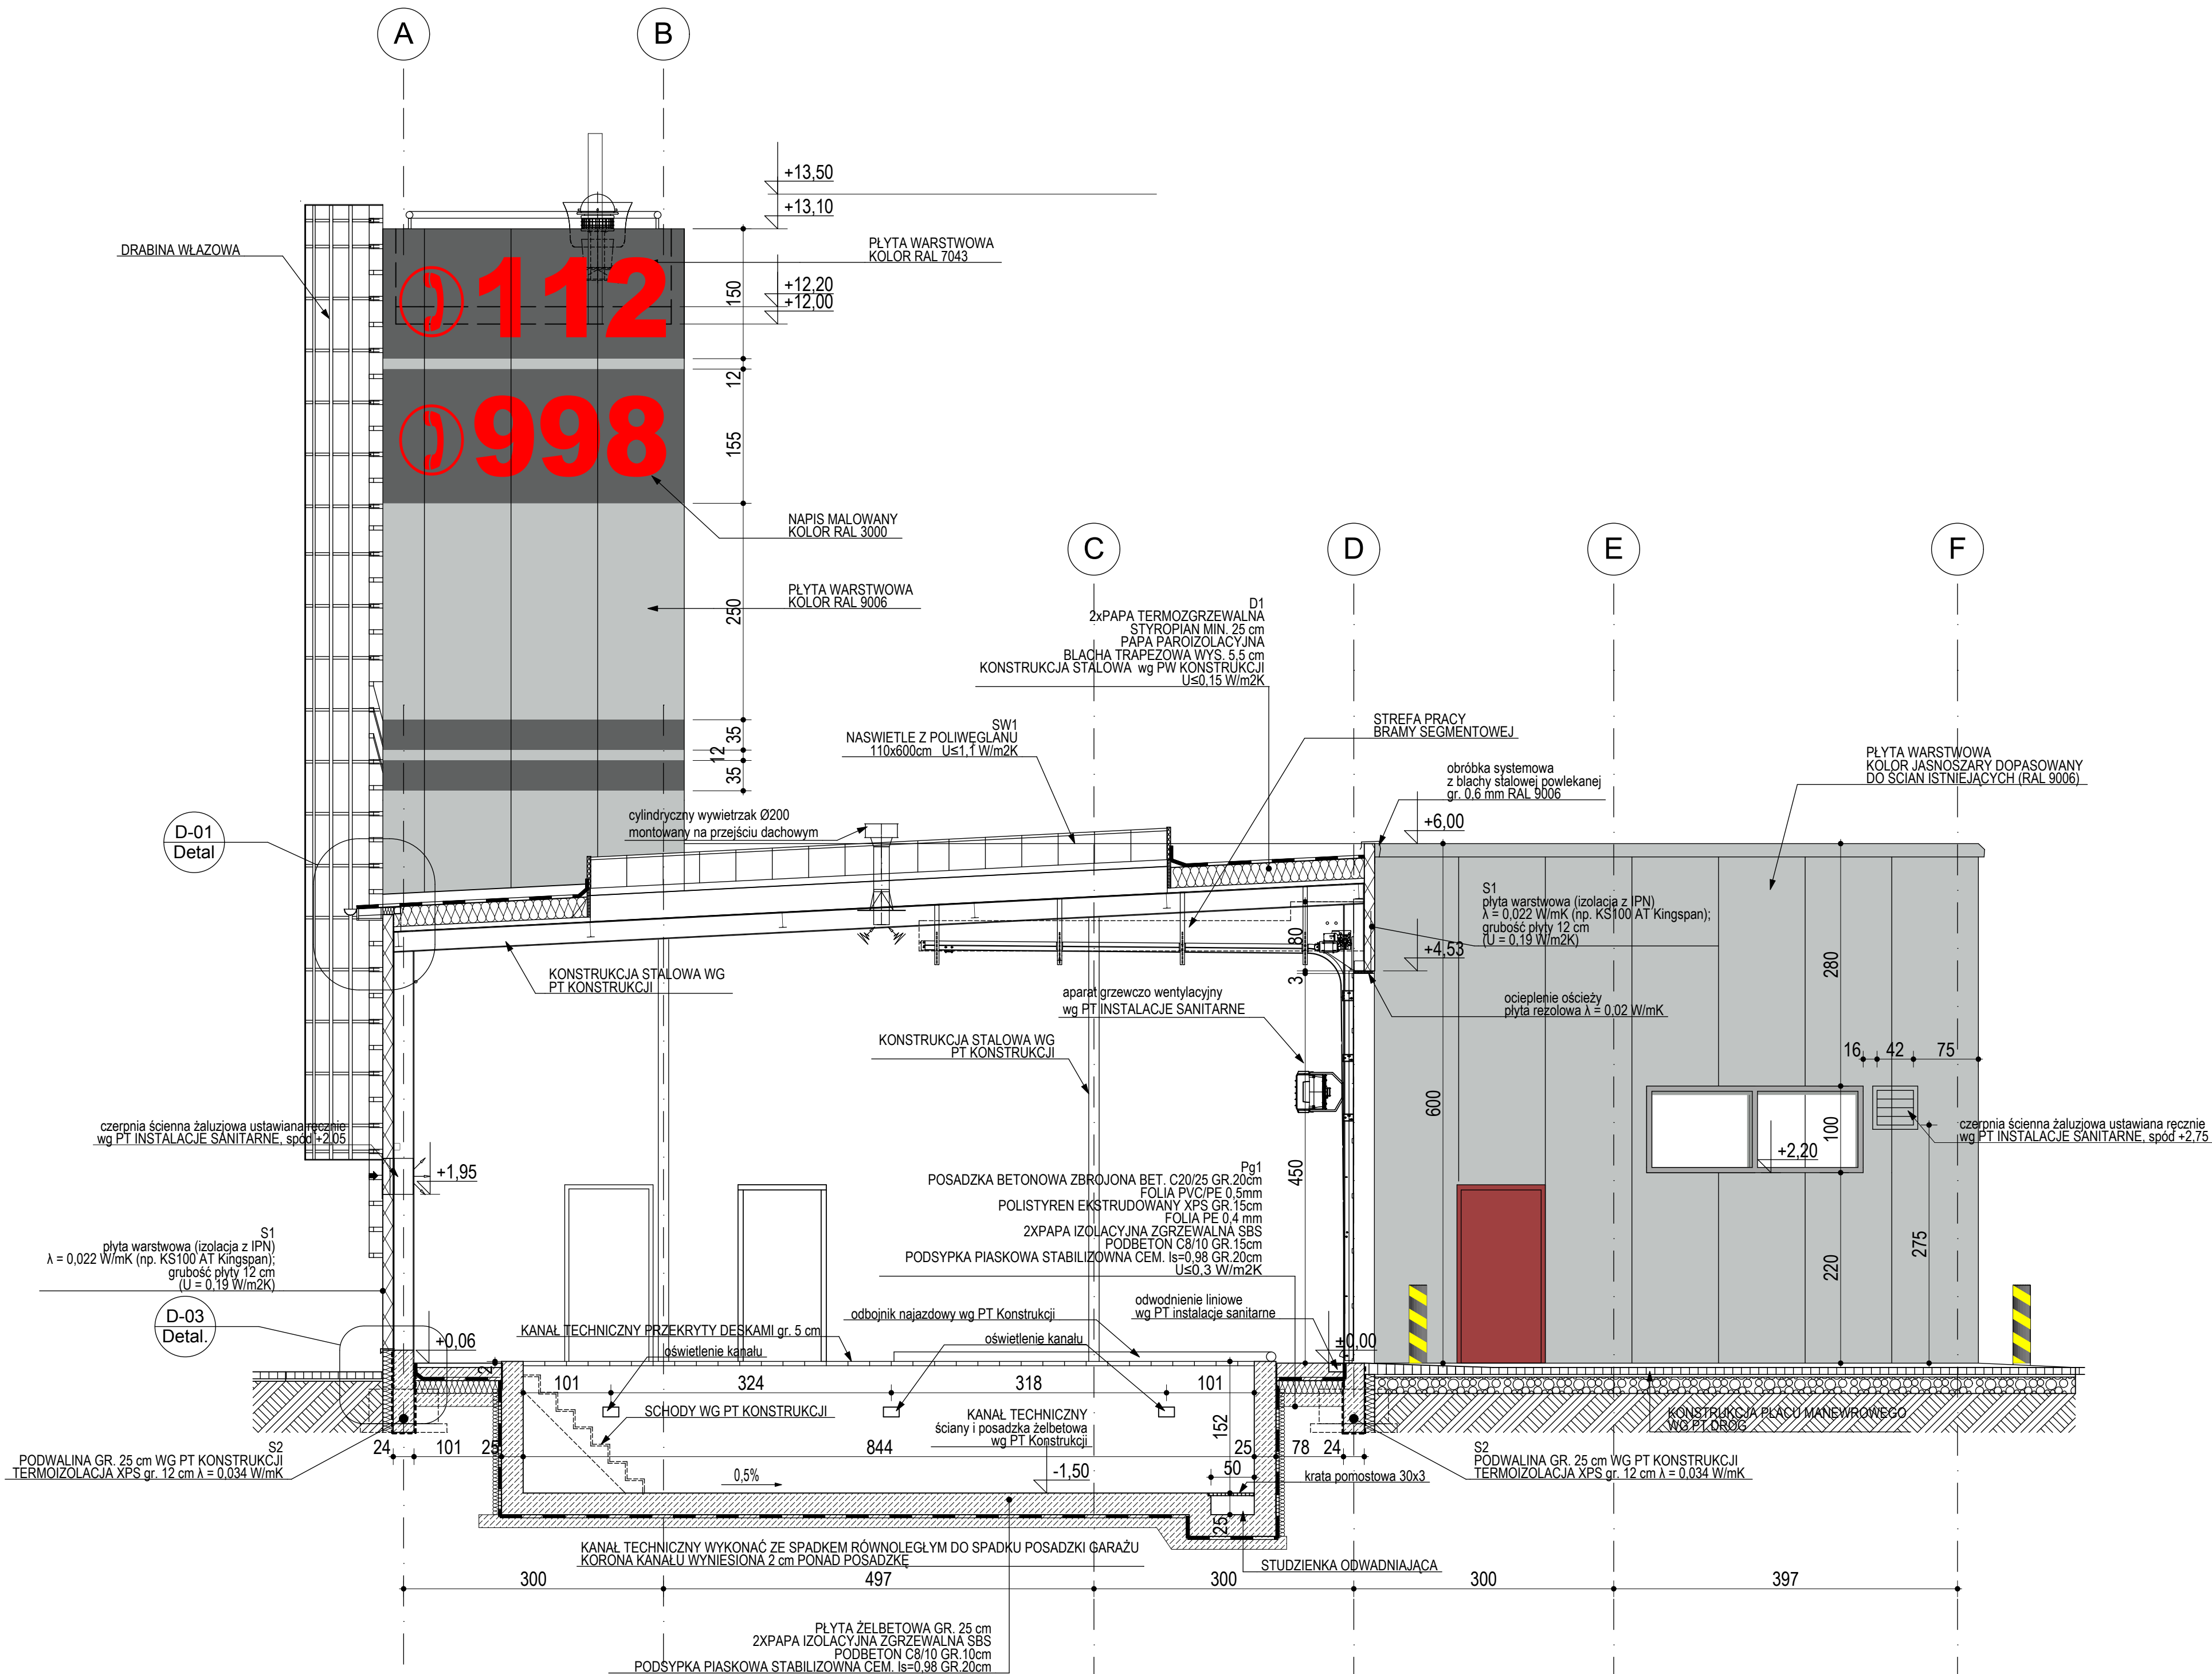 A
B
+13,50
+13,10
DRABINA WŁAZOWA
PŁYTA WARSTWOWA
KOLOR RAL 7043
112
150
+12,20
+12,00
12
998
155
NAPIS MALOWANY
KOLOR RAL 3000
C
D
E
F
PŁYTA WARSTWOWA
KOLOR RAL 9006
250
D1
2xPAPA TERMOZGRZEWALNA
STYROPIAN MIN. 25 cm
PAPA PAROIZOLACYJNA
BLACHA TRAPEZOWA WYS. 5,5 cm
KONSTRUKCJA STALOWA wg PW KONSTRUKCJI
U≤0,15 W/m2K
SW1
NASWIETLE Z POLIWĘGLANU
110x600cm U≤1,1 W/m2K
STREFA PRACY
BRAMY SEGMENTOWEJ
35
12
35
obróbka systemowa
z blachy stalowej powlekanej
gr. 0,6 mm RAL 9006
PŁYTA WARSTWOWA
KOLOR JASNOSZARY DOPASOWANY
DO ŚCIAN ISTNIEJĄCYCH (RAL 9006)
cylindryczny wywietrzak Ø200
montowany na przejściu dachowym
+6,00
D-01
Detal
S1
płyta warstwowa (izolacja z IPN)
λ = 0,022 W/mK (np. KS100 AT Kingspan);
grubość płyty 12 cm
(U = 0,19 W/m2K)
80
+4,53
280
KONSTRUKCJA STALOWA WG
PT KONSTRUKCJI
3
aparat grzewczo wentylacyjny
wg PT INSTALACJE SANITARNE
ocieplenie ościeży
płyta rezolowa λ = 0,02 W/mK
KONSTRUKCJA STALOWA WG
PT KONSTRUKCJI
16
42
75
600
100
czerpnia ścienna żaluzjowa ustawiana ręcznie
wg PT INSTALACJE SANITARNE, spód +2,05
czerpnia ścienna żaluzjowa ustawiana ręcznie
wg PT INSTALACJE SANITARNE, spód +2,75
+2,20
+1,95
450
Pg1
POSADZKA BETONOWA ZBROJONA BET. C20/25 GR.20cm
FOLIA PVC/PE 0,5mm
POLISTYREN EKSTRUDOWANY XPS GR.15cm
FOLIA PE 0,4 mm
2XPAPA IZOLACYJNA ZGRZEWALNA SBS
PODBETON C8/10 GR.15cm
PODSYPKA PIASKOWA STABILIZOWNA CEM. Is=0,98 GR.20cm
U≤0,3 W/m2K
S1
płyta warstwowa (izolacja z IPN)
λ = 0,022 W/mK (np. KS100 AT Kingspan);
grubość płyty 12 cm
(U = 0,19 W/m2K)
220
275
D-03
Detal.
odbojnik najazdowy wg PT Konstrukcji
odwodnienie liniowe
wg PT instalacje sanitarne
KANAŁ TECHNICZNY PRZEKRYTY DESKAMI gr. 5 cm
oświetlenie kanału
oświetlenie kanału
+0,06
±0,00
2
101
324
318
101
SCHODY WG PT KONSTRUKCJI
KANAŁ TECHNICZNY
ściany i posadzka żelbetowa
wg PT Konstrukcji
152
KONSTRUKCJA PLACU MANEWROWEGO
WG PT DRÓG
S2
PODWALINA GR. 25 cm WG PT KONSTRUKCJI
TERMOIZOLACJA XPS gr. 12 cm λ = 0,034 W/mK
24
101
25
844
25
78
24
S2
PODWALINA GR. 25 cm WG PT KONSTRUKCJI
TERMOIZOLACJA XPS gr. 12 cm λ = 0,034 W/mK
0,5%
-1,50
50
krata pomostowa 30x3
25
KANAŁ TECHNICZNY WYKONAĆ ZE SPADKEM RÓWNOLEGŁYM DO SPADKU POSADZKI GARAŻU
KORONA KANAŁU WYNIESIONA 2 cm PONAD POSADZKĘ
STUDZIENKA ODWADNIAJĄCA
300
497
300
300
397
PŁYTA ŻELBETOWA GR. 25 cm
2XPAPA IZOLACYJNA ZGRZEWALNA SBS
PODBETON C8/10 GR.10cm
PODSYPKA PIASKOWA STABILIZOWNA CEM. Is=0,98 GR.20cm